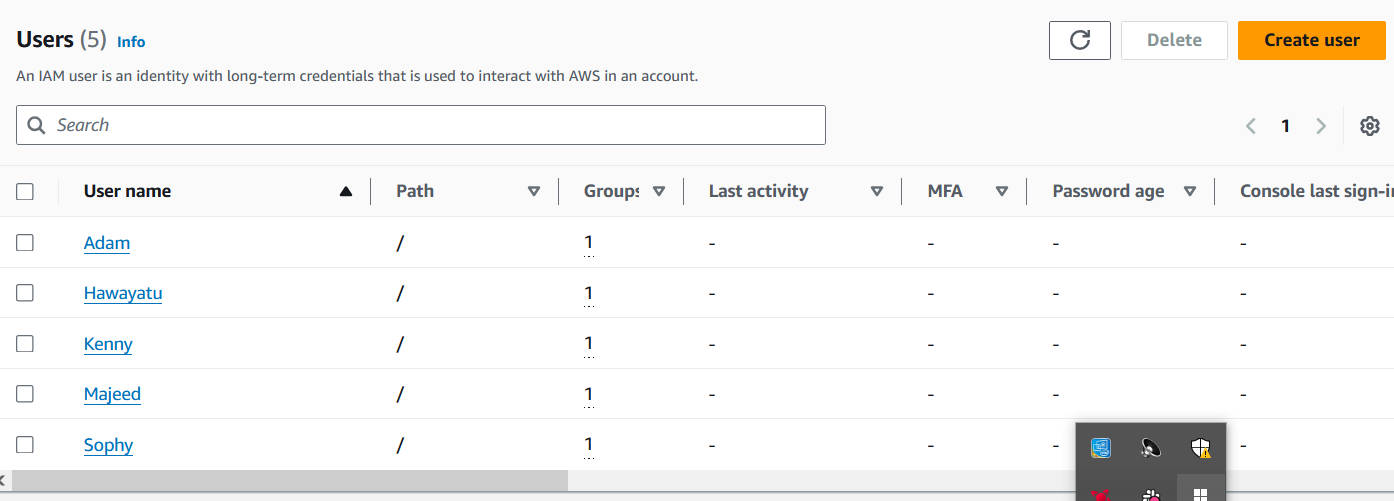 Users (5) Info
Delete
Create user
An IAM user is an identity with long-term credentials that is used to interact with AWS in an account.
Search
1
User name Path Groups Last activity MFA Password age Console last sign-in
Adam / 1 - - - -
Hawayatu / 1 - - - -
Kenny / 1 - - - -
Majeed / 1 - - - -
Sophy / 1 - - - -